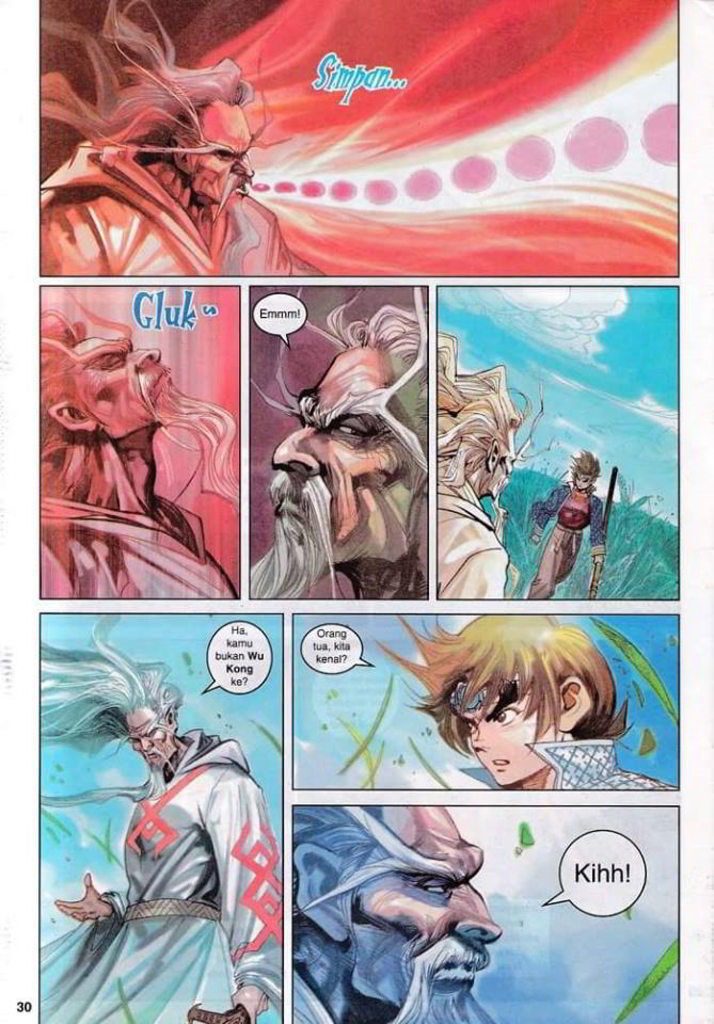 Simpan...
Gluk~
Emmm!
Ha,
kamu
bukan Wu
Kong
ke?
Orang
tua, kita
kenal?
Kihh!
30